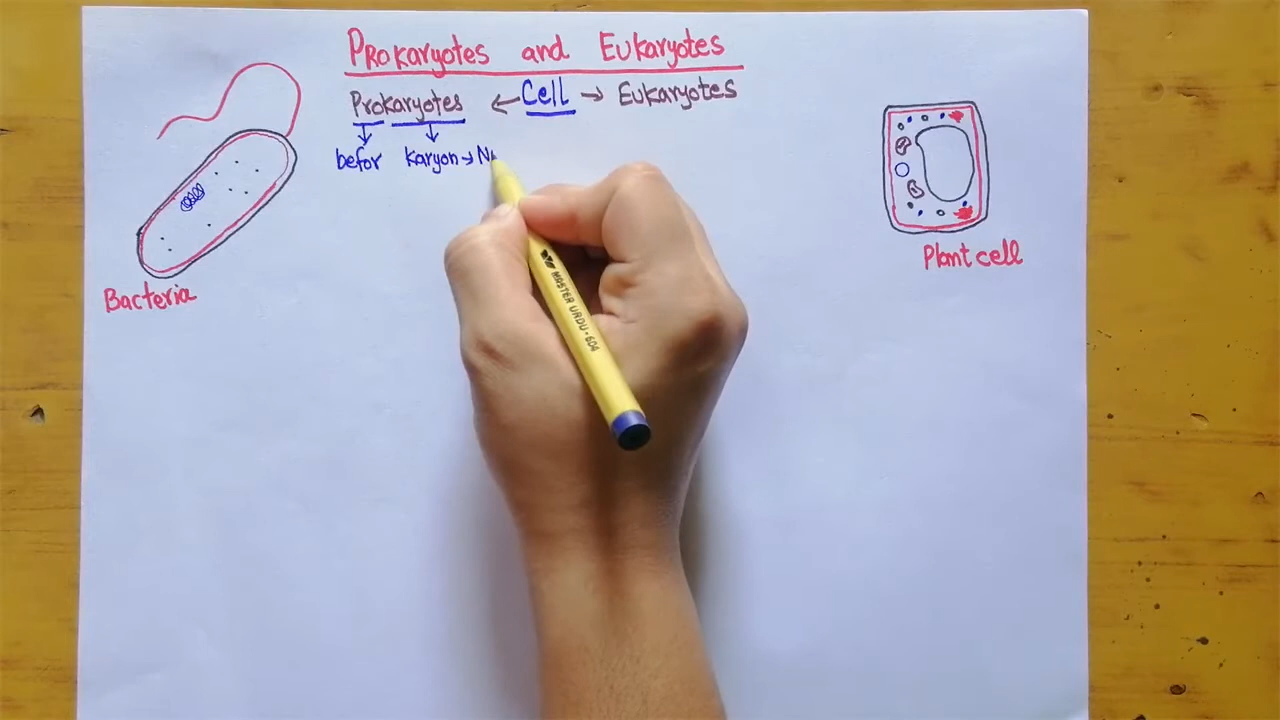 Prokaryotes and Eukaryotes
Prokaryotes ← Cell → Eukaryotes
befor karyon → N
Plant cell
Bacteria
MASTER URDU-604